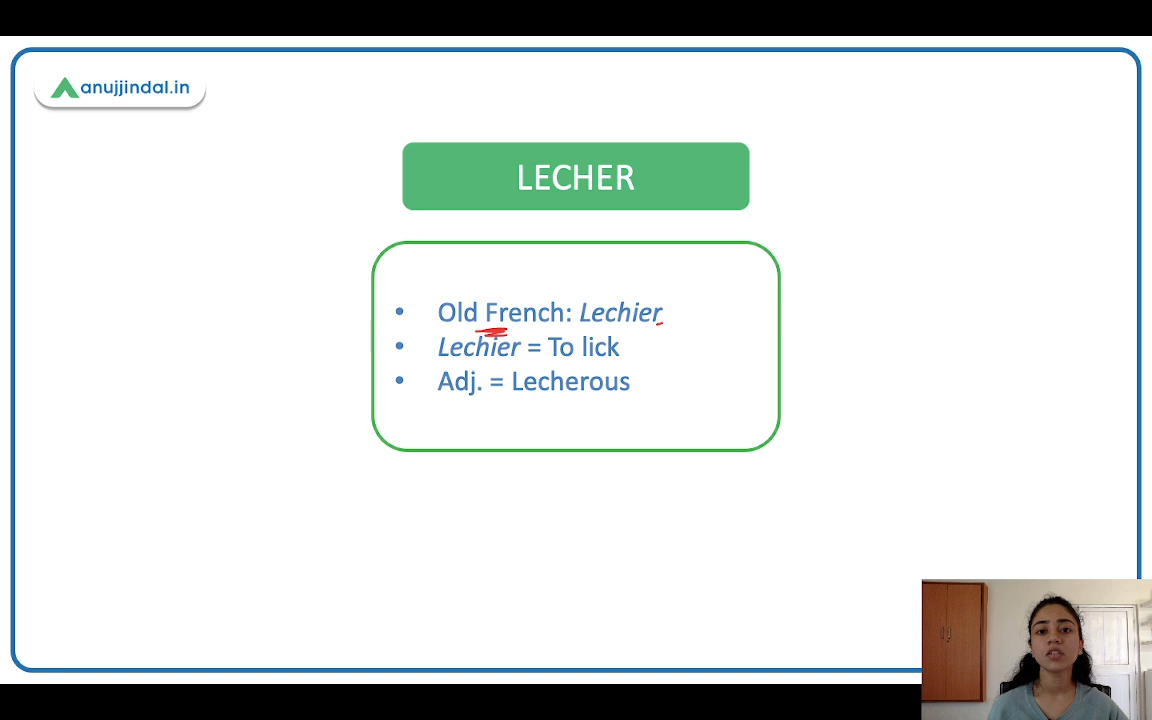 anujjindal.in
LECHER
• Old French: Lechier
• Lechier = To lick
• Adj. = Lecherous